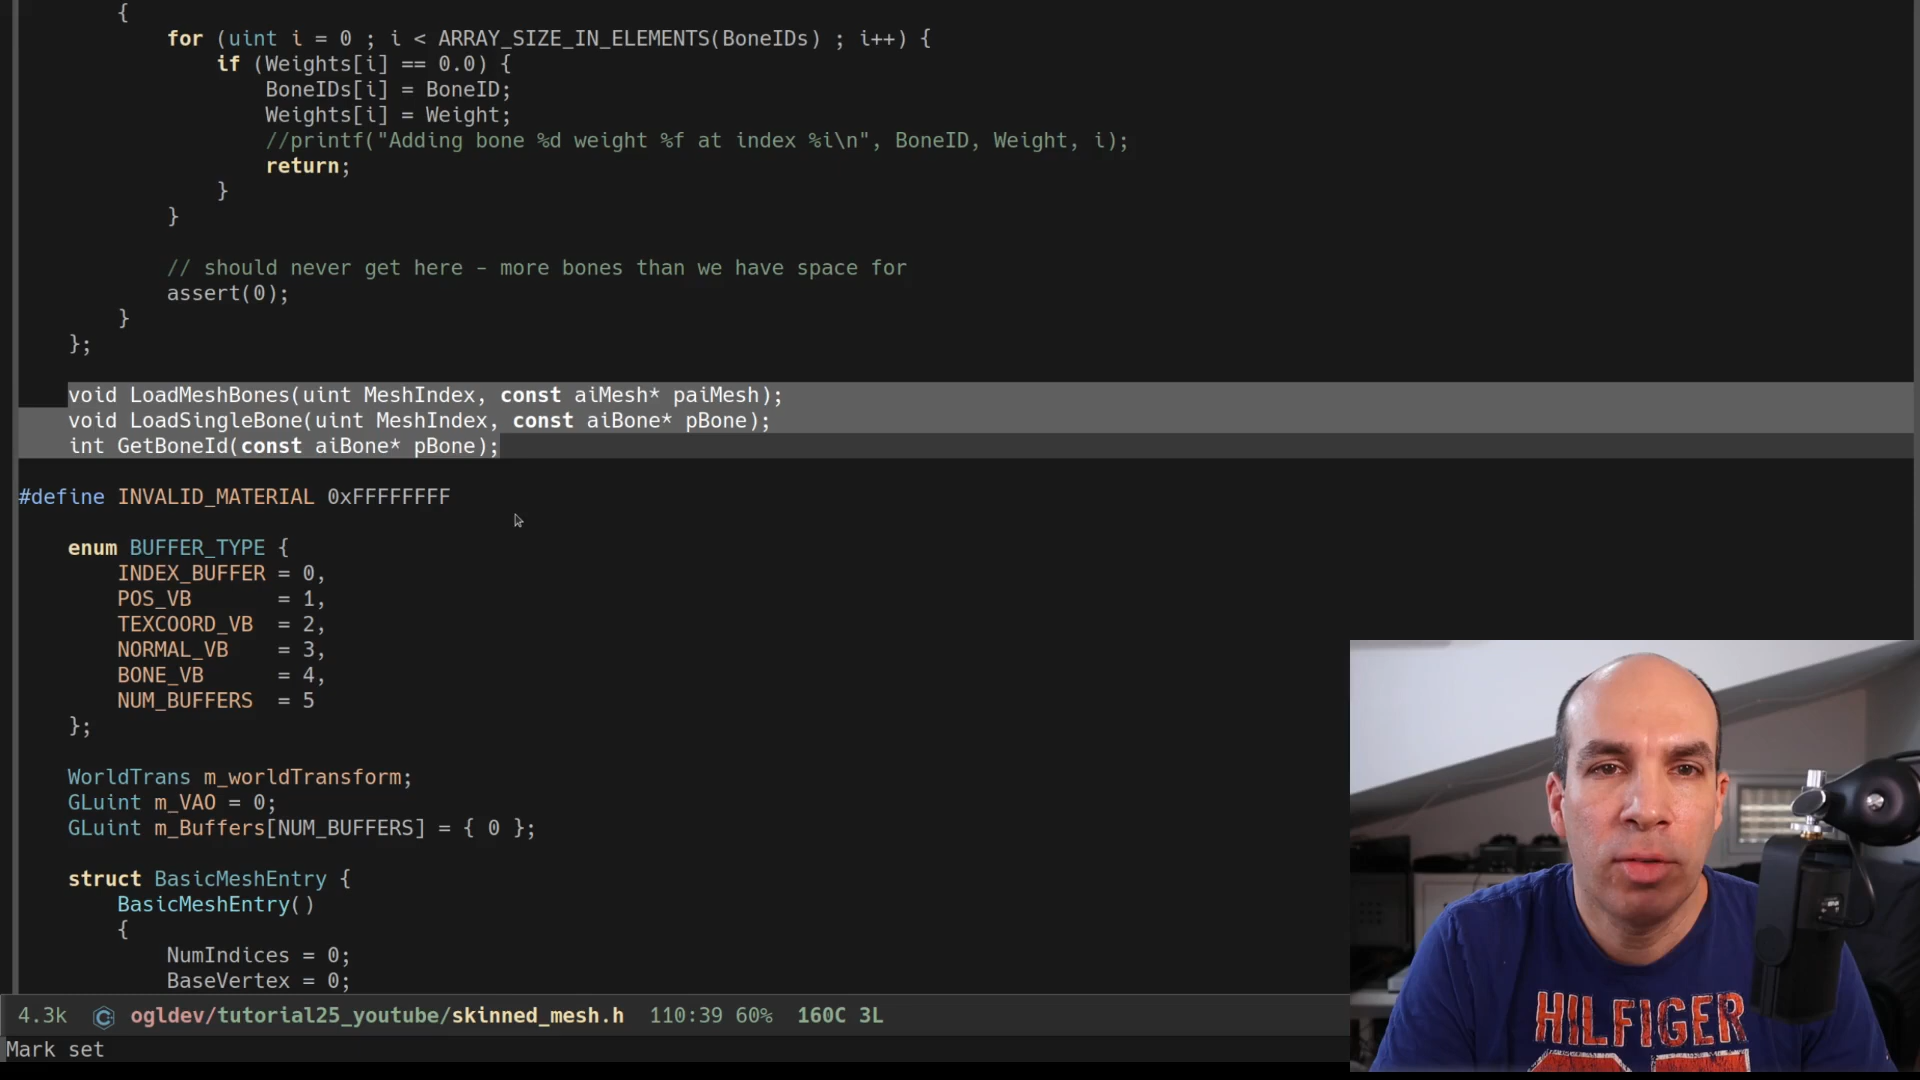 {
for (uint i = 0 ; i < ARRAY_SIZE_IN_ELEMENTS(BoneIDs) ; i++) {
if (Weights[i] == 0.0) {
BoneIDs[i] = BoneID;
Weights[i] = Weight;
//printf("Adding bone %d weight %f at index %i\n", BoneID, Weight, i);
return;
}
}
// should never get here - more bones than we have space for
assert(0);
}
};
void LoadMeshBones(uint MeshIndex, const aiMesh* paiMesh);
void LoadSingleBone(uint MeshIndex, const aiBone* pBone);
int GetBoneId(const aiBone* pBone);
#define INVALID_MATERIAL 0xFFFFFFFF
enum BUFFER_TYPE {
INDEX_BUFFER = 0,
POS_VB       = 1,
TEXCOORD_VB  = 2,
NORMAL_VB    = 3,
BONE_VB      = 4,
NUM_BUFFERS  = 5
};
WorldTrans m_worldTransform;
GLuint m_VAO = 0;
GLuint m_Buffers[NUM_BUFFERS] = { 0 };
struct BasicMeshEntry {
BasicMeshEntry()
{
NumIndices = 0;
BaseVertex = 0;
4.3k ogldev/tutorial25_youtube/skinned_mesh.h 110:39 60% 160C 3L
Mark set
HILFIGER